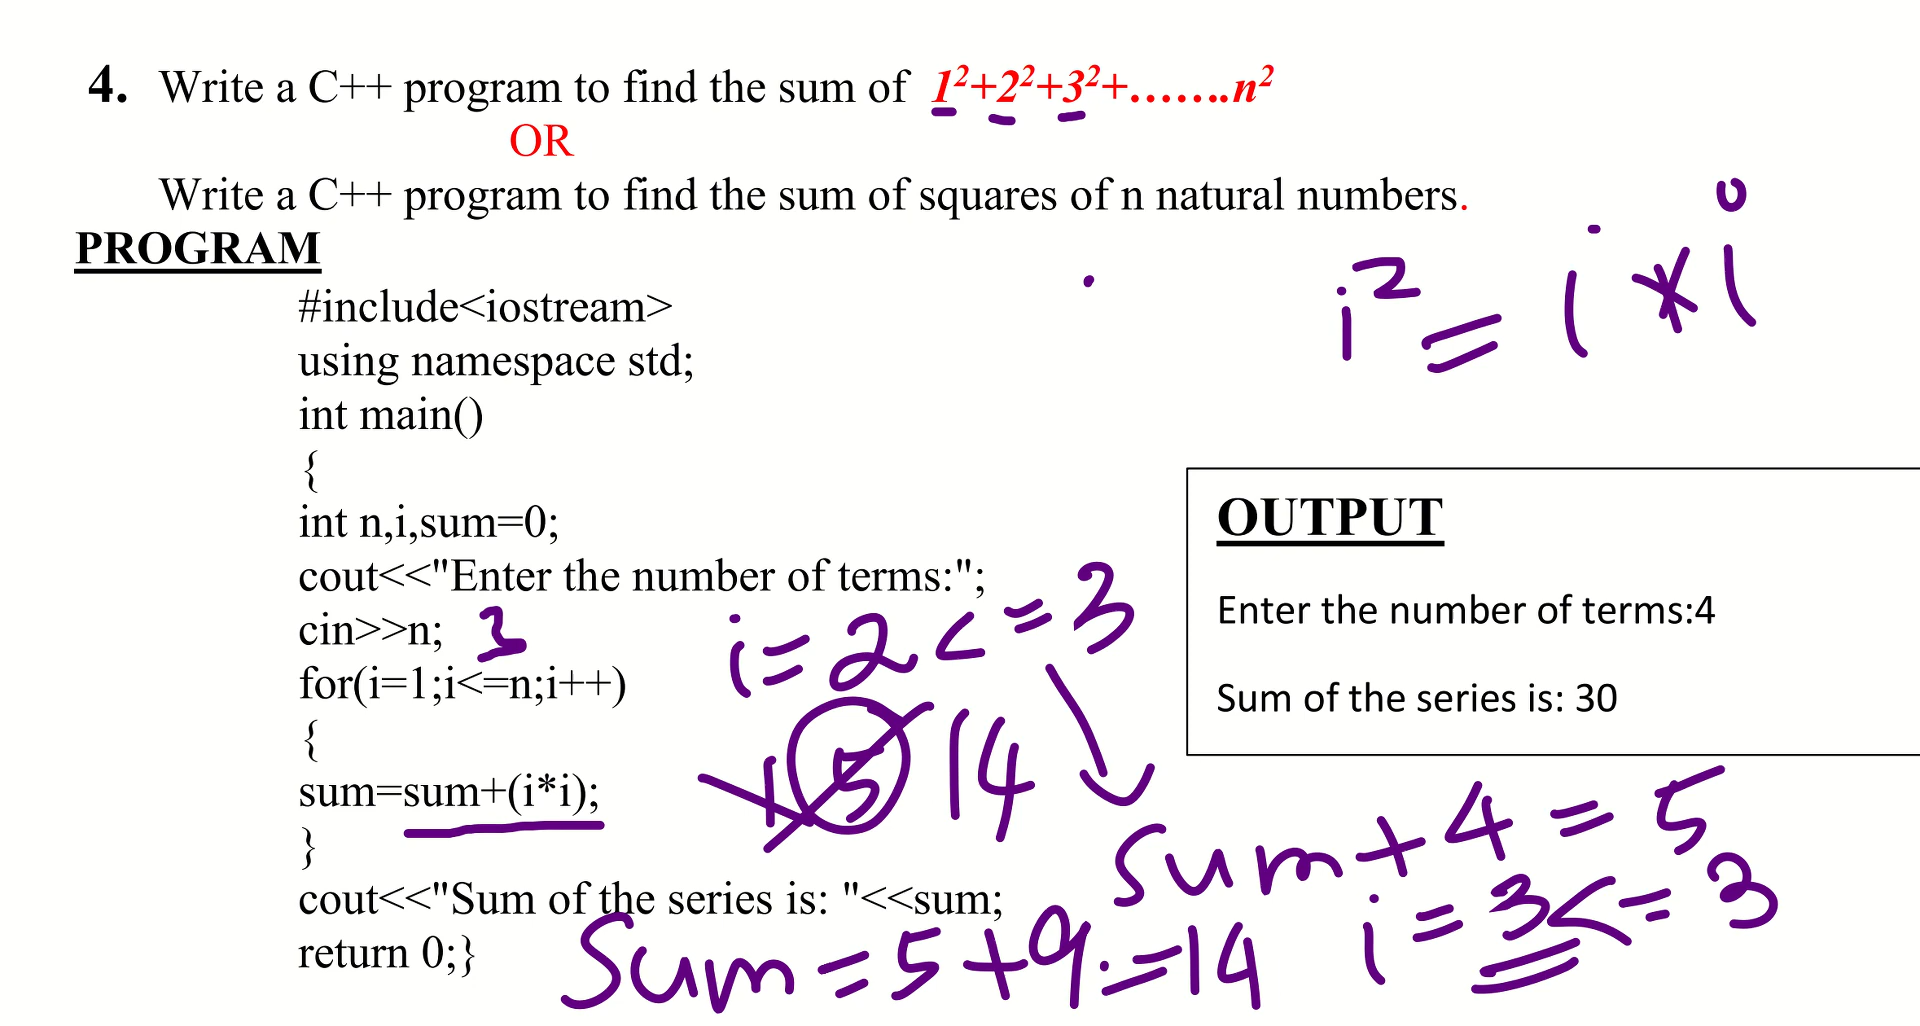 4. Write a C++ program to find the sum of 1²+2²+3²+.......n²
OR
Write a C++ program to find the sum of squares of n natural numbers.
PROGRAM
i² = i * i
#include<iostream>
using namespace std;
int main()
{
int n,i,sum=0;
cout<<"Enter the number of terms:";
cin>>n; 3
for(i=1;i<=n;i++)
{
sum=sum+(i*i);
}
cout<<"Sum of the series is: "<<sum;
return 0;}
i=2<=3
1 5 14
OUTPUT
Enter the number of terms:4
Sum of the series is: 30
Sum+4=5
i=3<=3
Sum=5+9=14